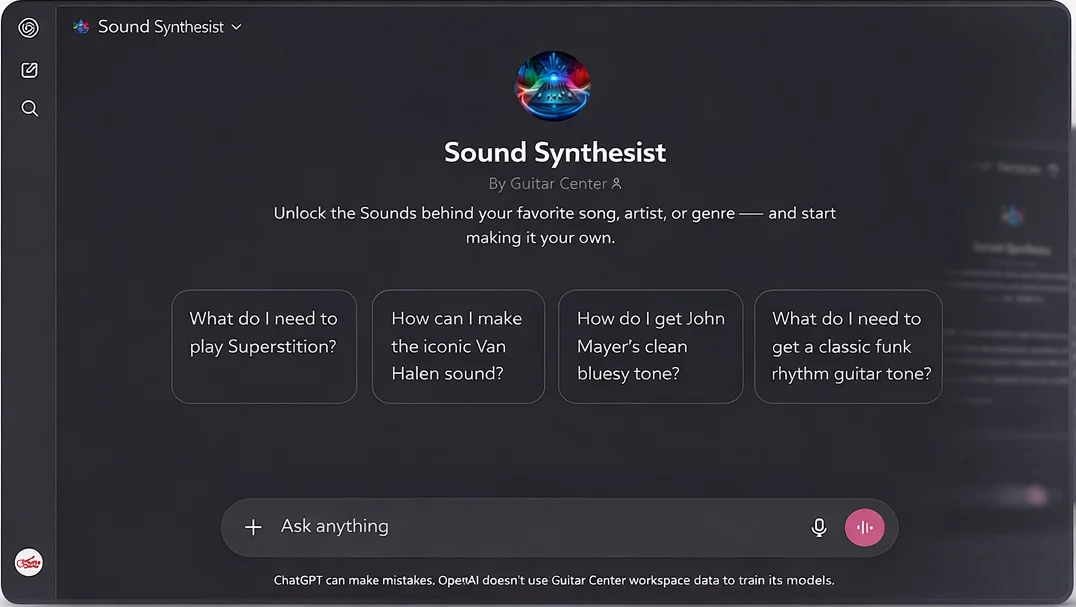 Sound Synthesist
Sound Synthesist
By Guitar Center
Unlock the Sounds behind your favorite song, artist, or genre — and start
making it your own.
What do I need to
play Superstition?
How can I make
the iconic Van
Halen sound?
How do I get John
Mayer's clean
bluesy tone?
What do I need to
get a classic funk
rhythm guitar tone?
Ask anything
ChatGPT can make mistakes. OpenAI doesn't use Guitar Center workspace data to train its models.